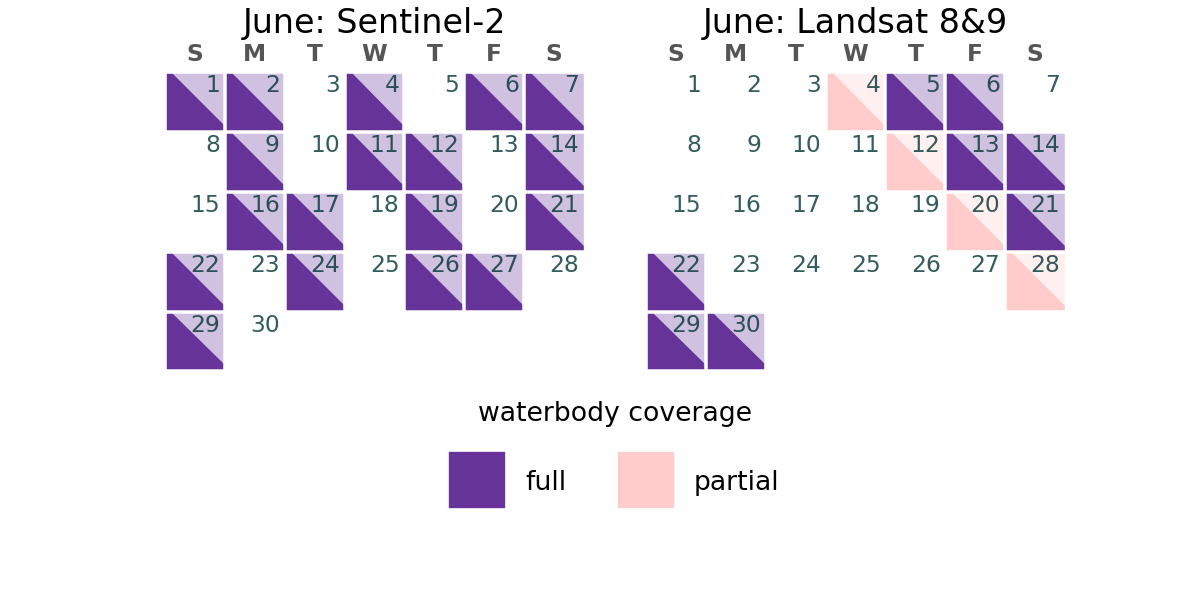 June: Sentinel-2
S M T W T F S
1 2 3 4 5 6 7
8 9 10 11 12 13 14
15 16 17 18 19 20 21
22 23 24 25 26 27 28
29 30
June: Landsat 8&9
S M T W T F S
1 2 3 4 5 6 7
8 9 10 11 12 13 14
15 16 17 18 19 20 21
22 23 24 25 26 27 28
29 30
waterbody coverage
full partial